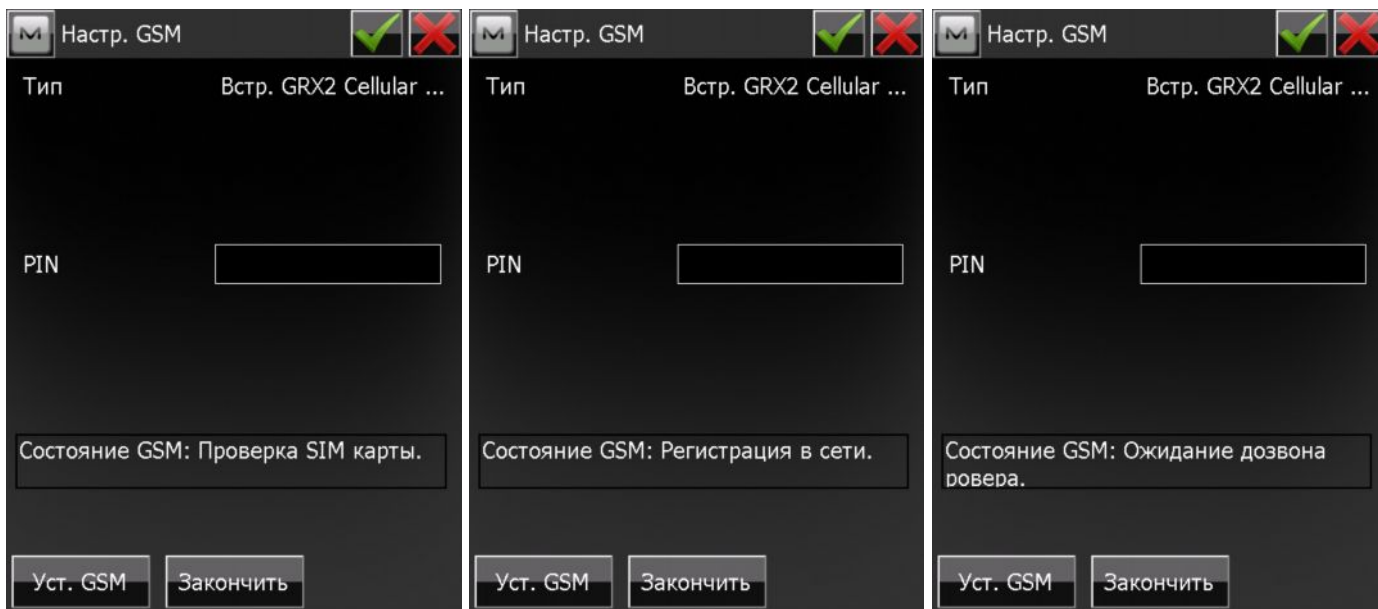 Настр. GSM
Тип Встр. GRX2 Cellular ...
PIN
Состояние GSM: Проверка SIM карты.
Уст. GSM Закончить
Настр. GSM
Тип Встр. GRX2 Cellular ...
PIN
Состояние GSM: Регистрация в сети.
Уст. GSM Закончить
Настр. GSM
Тип Встр. GRX2 Cellular ...
PIN
Состояние GSM: Ожидание дозвона
ровера.
Уст. GSM Закончить